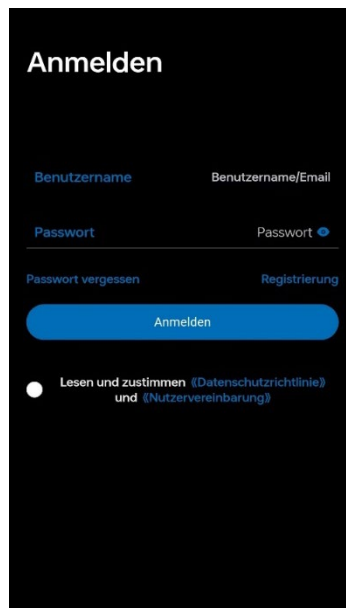 Anmelden
Benutzername Benutzername/Email
Passwort Passwort
Passwort vergessen Registrierung
Anmelden
Lesen und zustimmen 《Datenschutzrichtlinie》
und 《Nutzervereinbarung》